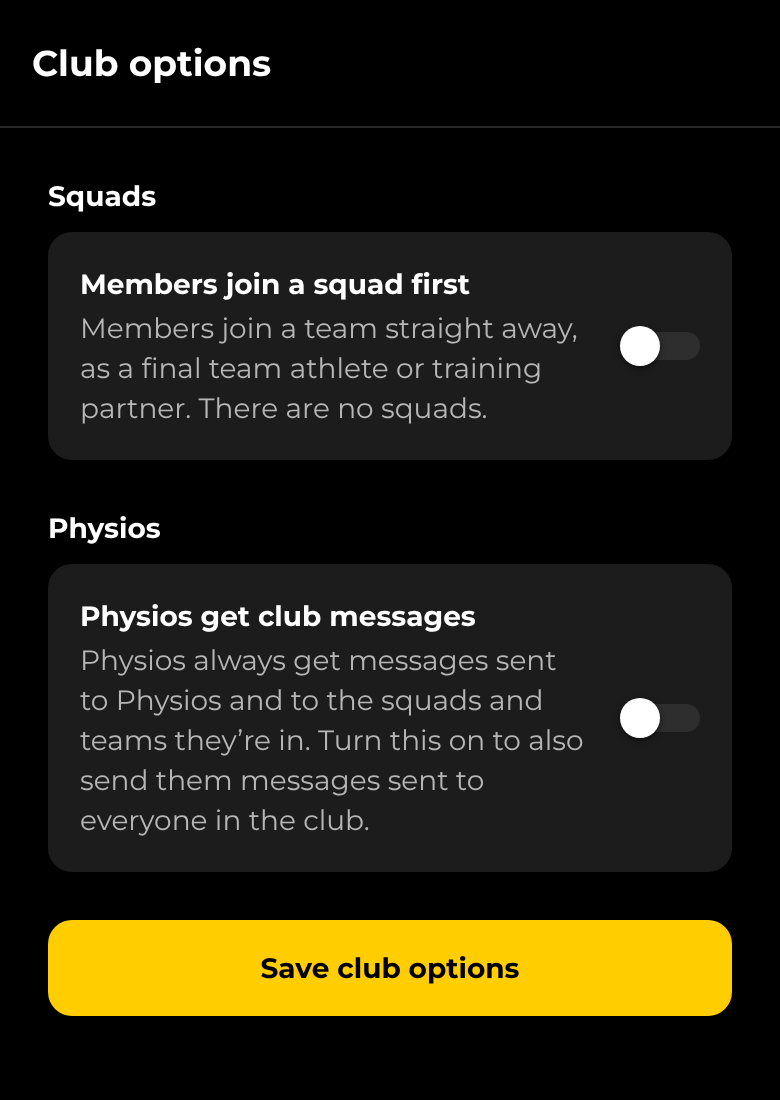 Club options
Squads
Members join a squad first
Members join a team straight away,
as a final team athlete or training
partner. There are no squads.
Physios
Physios get club messages
Physios always get messages sent
to Physios and to the squads and
teams they’re in. Turn this on to also
send them messages sent to
everyone in the club.
Save club options